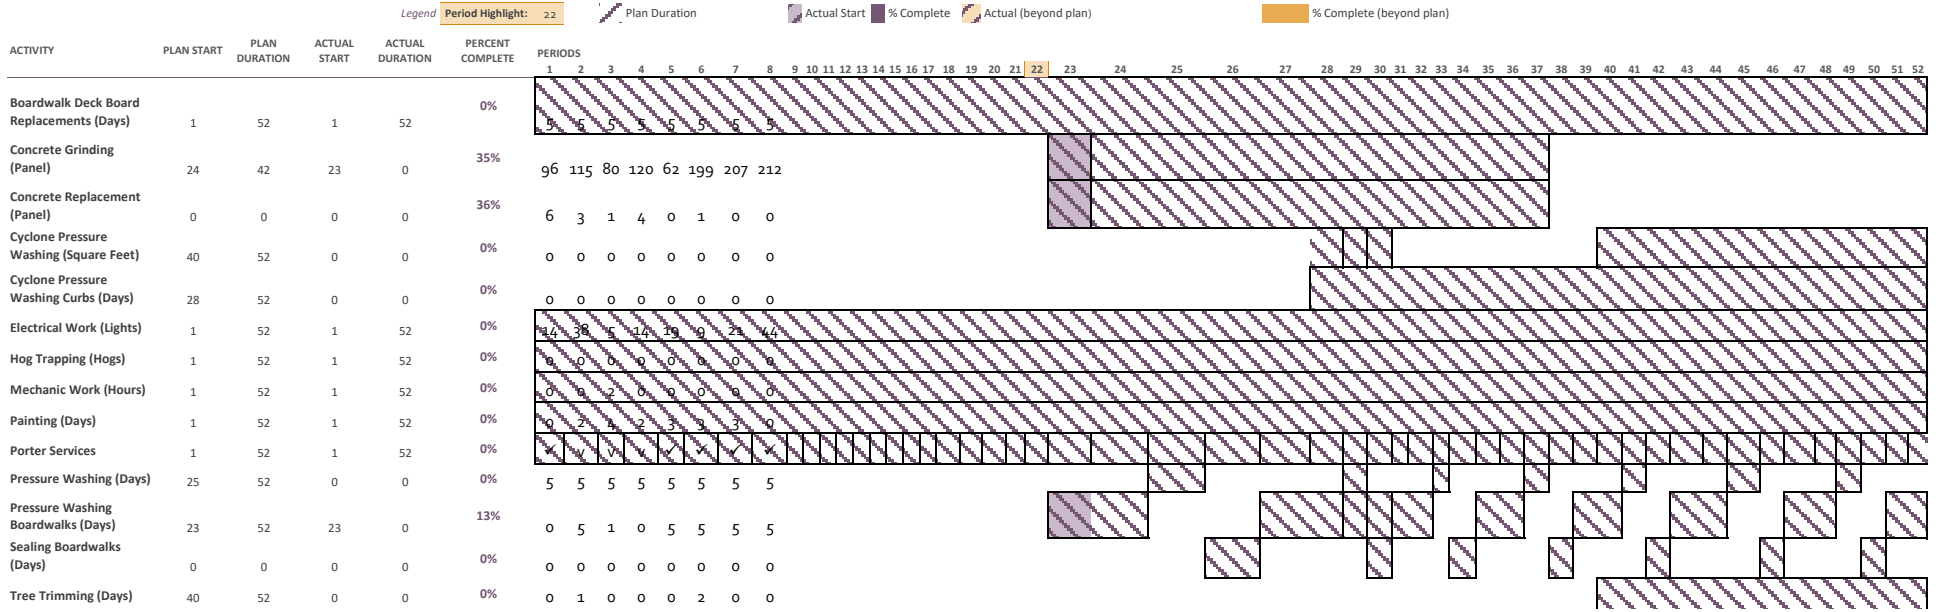 Legend Period Highlight: 22 Plan Duration Actual Start % Complete Actual (beyond plan) % Complete (beyond plan)
ACTIVITY PLAN START PLAN DURATION ACTUAL START ACTUAL DURATION PERCENT COMPLETE PERIODS
1 2 3 4 5 6 7 8 9 10 11 12 13 14 15 16 17 18 19 20 21 22 23 24 25 26 27 28 29 30 31 32 33 34 35 36 37 38 39 40 41 42 43 44 45 46 47 48 49 50 51 52
Boardwalk Deck Board
Replacements (Days) 1 52 1 52 0% 5 5 5 5 5 5 5 5
Concrete Grinding
(Panel) 24 42 23 0 35% 96 115 80 120 62 199 207 212
Concrete Replacement
(Panel) 0 0 0 0 36% 6 3 1 4 0 1 0 0
Cyclone Pressure
Washing (Square Feet) 40 52 0 0 0% 0 0 0 0 0 0 0 0
Cyclone Pressure
Washing Curbs (Days) 28 52 0 0 0% 0 0 0 0 0 0 0 0
Electrical Work (Lights) 1 52 1 52 0% 14 38 5 14 19 9 21 44
Hog Trapping (Hogs) 1 52 1 52 0% 0 0 0 0 0 0 0 0
Mechanic Work (Hours) 1 52 1 52 0% 0 0 2 0 0 0 0
Painting (Days) 1 52 1 52 0% 0 2 4 2 3 3 3 0
Porter Services 1 52 1 52 0% ✓ v v v ✓ ✓ ✓ ✓
Pressure Washing (Days) 25 52 0 0 0% 5 5 5 5 5 5 5 5
Pressure Washing
Boardwalks (Days) 23 52 23 0 13% 0 5 1 0 5 5 5 5
Sealing Boardwalks
(Days) 0 0 0 0 0% 0 0 0 0 0 0 0 0
Tree Trimming (Days) 40 52 0 0 0% 0 1 0 0 0 2 0 0